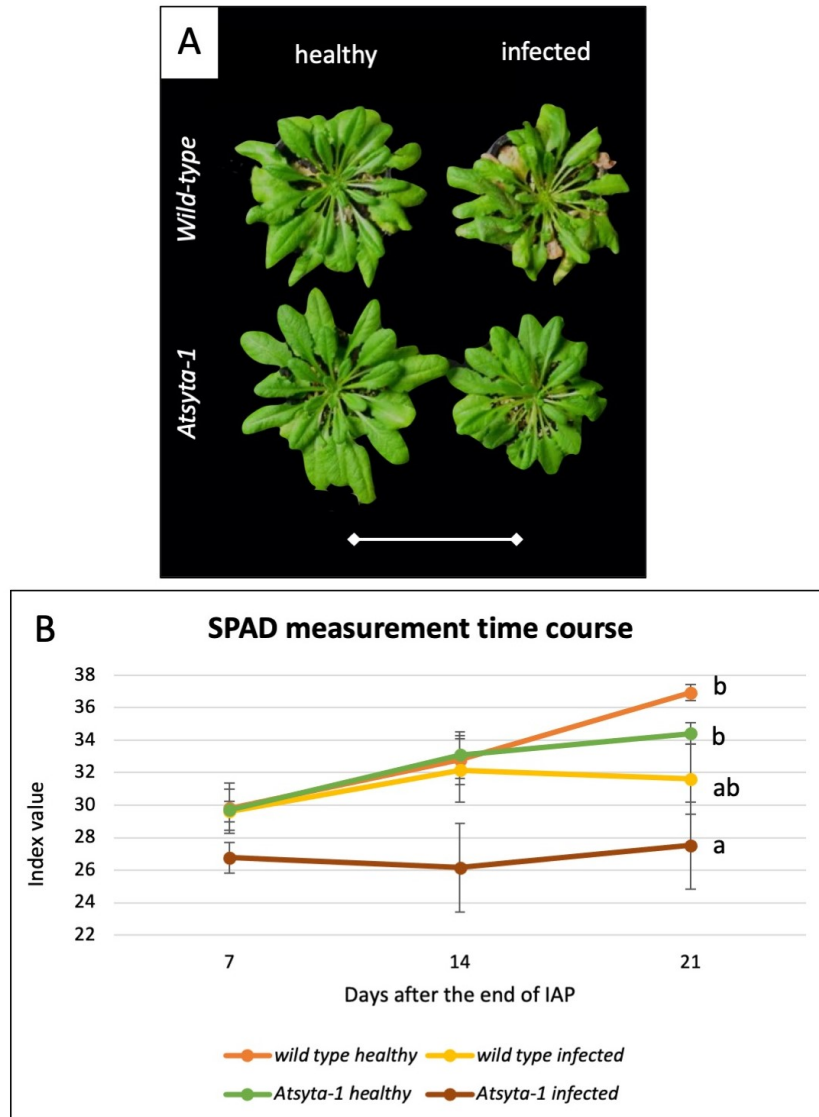 A
healthy infected
Wild-type
Atsyta-1
B SPAD measurement time course
38
36
34
32
30
28
26
24
22
Index value
b
b
ab
a
7 14 21
Days after the end of IAP
wild type healthy wild type infected
Atsyta-1 healthy Atsyta-1 infected